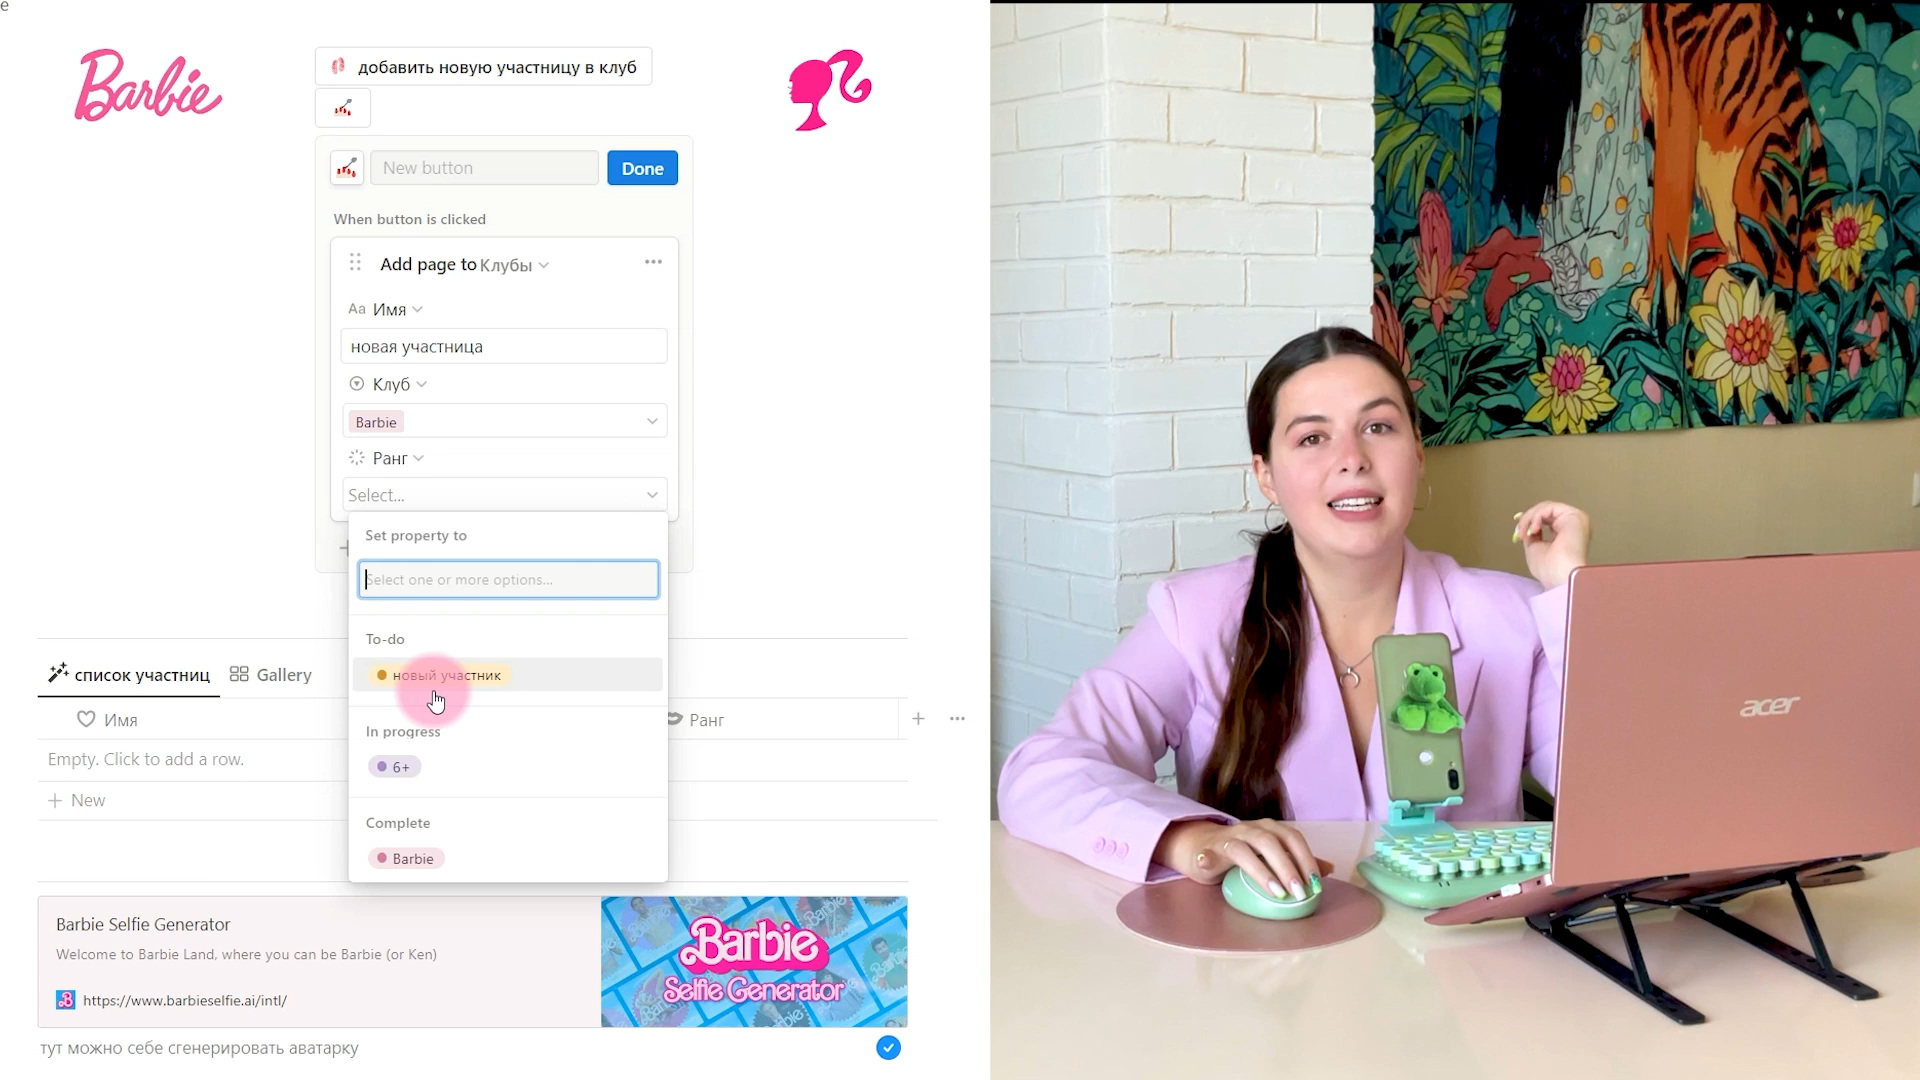 e
Barbie
добавить новую участницу в клуб
New button
Done
When button is clicked
Add page to Клубы
Aa Имя
новая участница
Клуб
Barbie
Ранг
Select...
Set property to
Select one or more options...
To-do
новый участник
In progress
6+
Complete
Barbie
список участниц
Gallery
Имя
Ранг
Empty. Click to add a row.
New
Barbie Selfie Generator
Welcome to Barbie Land, where you can be Barbie (or Ken)
B
https://www.barbieselfie.ai/intl/
Barbie
Selfie Generator
тут можно себе сгенерировать аватарку
acer